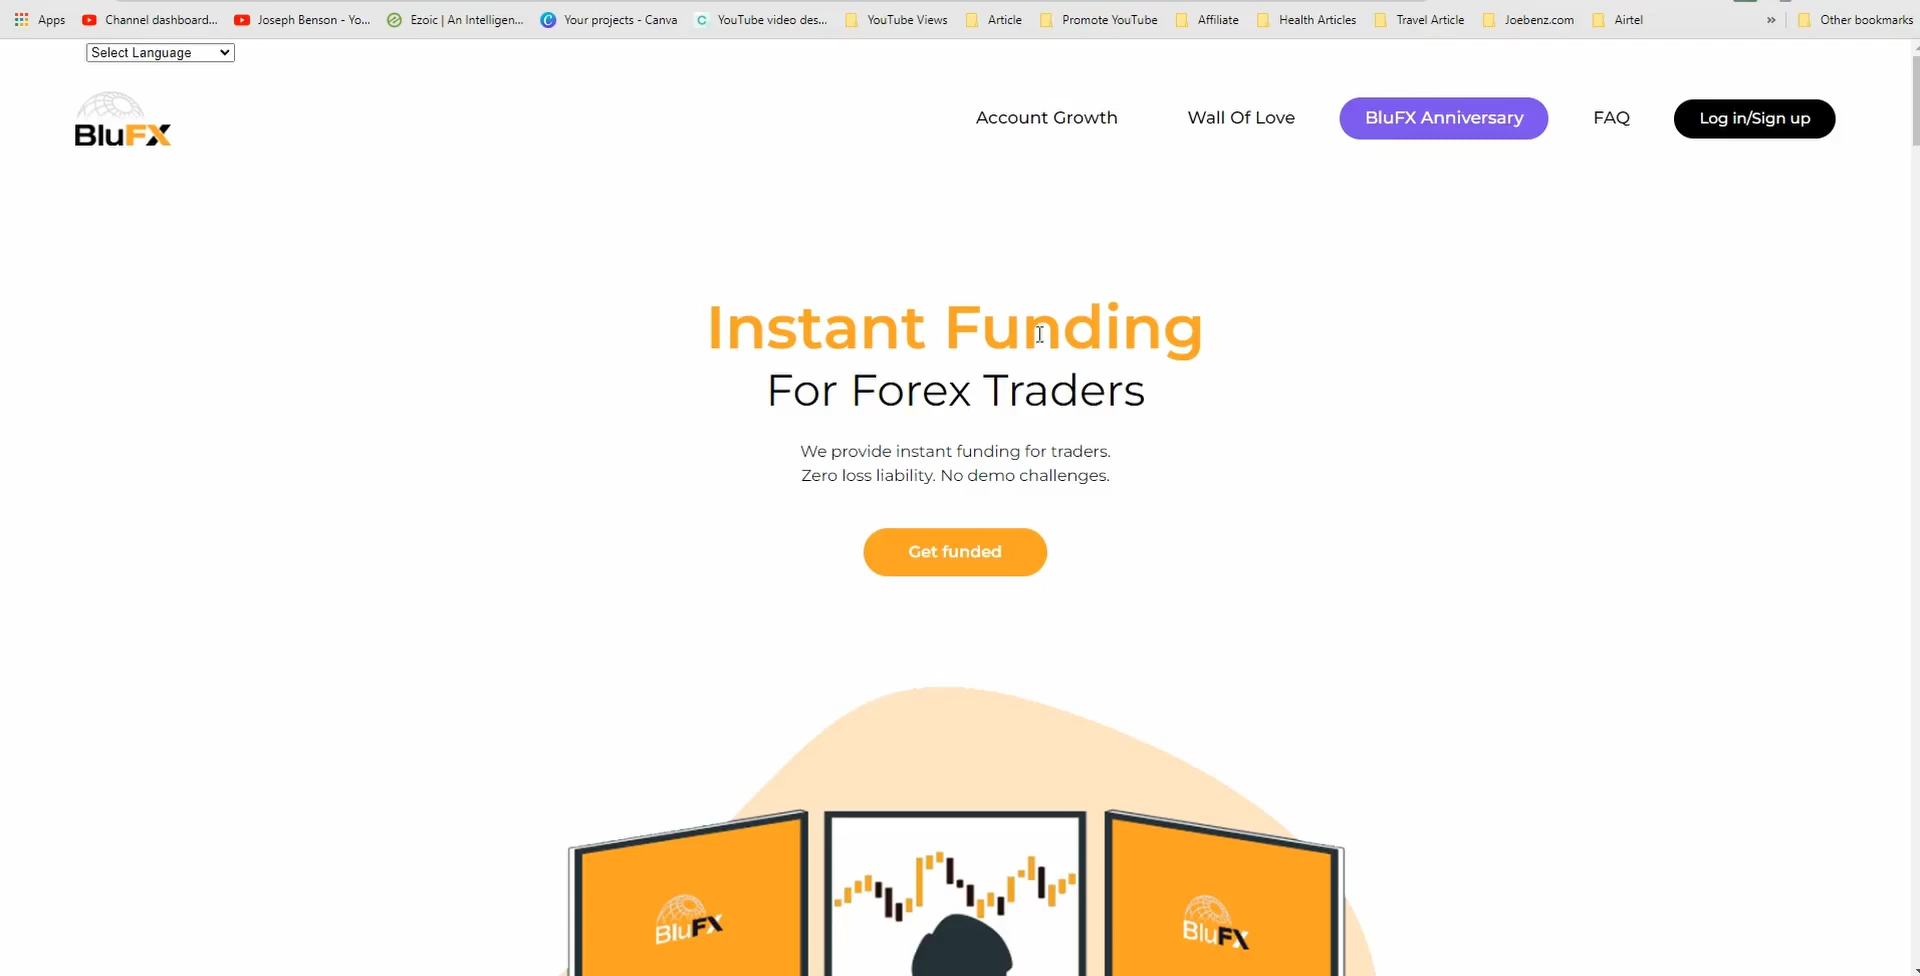 Apps Channel dashboard... Joseph Benson - Yo... Ezoic | An Intelligen... Your projects - Canva YouTube video des... YouTube Views Article Promote YouTube Affiliate Health Articles Travel Article Joebenz.com Airtel » Other bookmarks
Select Language
BluFX
Account Growth Wall Of Love BluFX Anniversary FAQ Log in/Sign up
Instant Funding
For Forex Traders
We provide instant funding for traders.
Zero loss liability. No demo challenges.
Get funded
BluFX BluFX